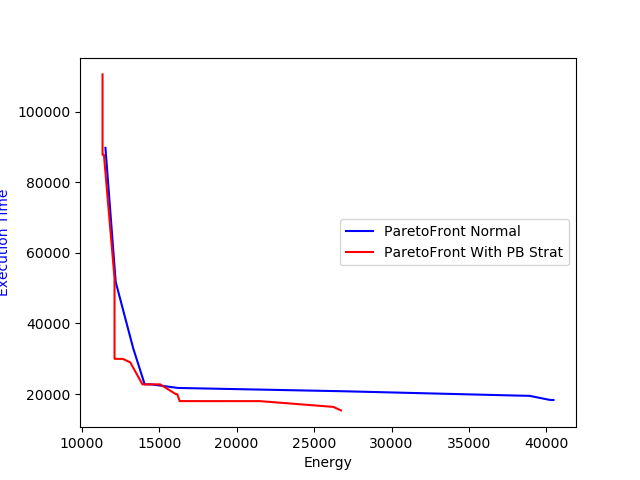 100000
80000
60000
40000
20000
Execution Time
ParetoFront Normal
ParetoFront With PB Strat
10000 15000 20000 25000 30000 35000 40000
Energy